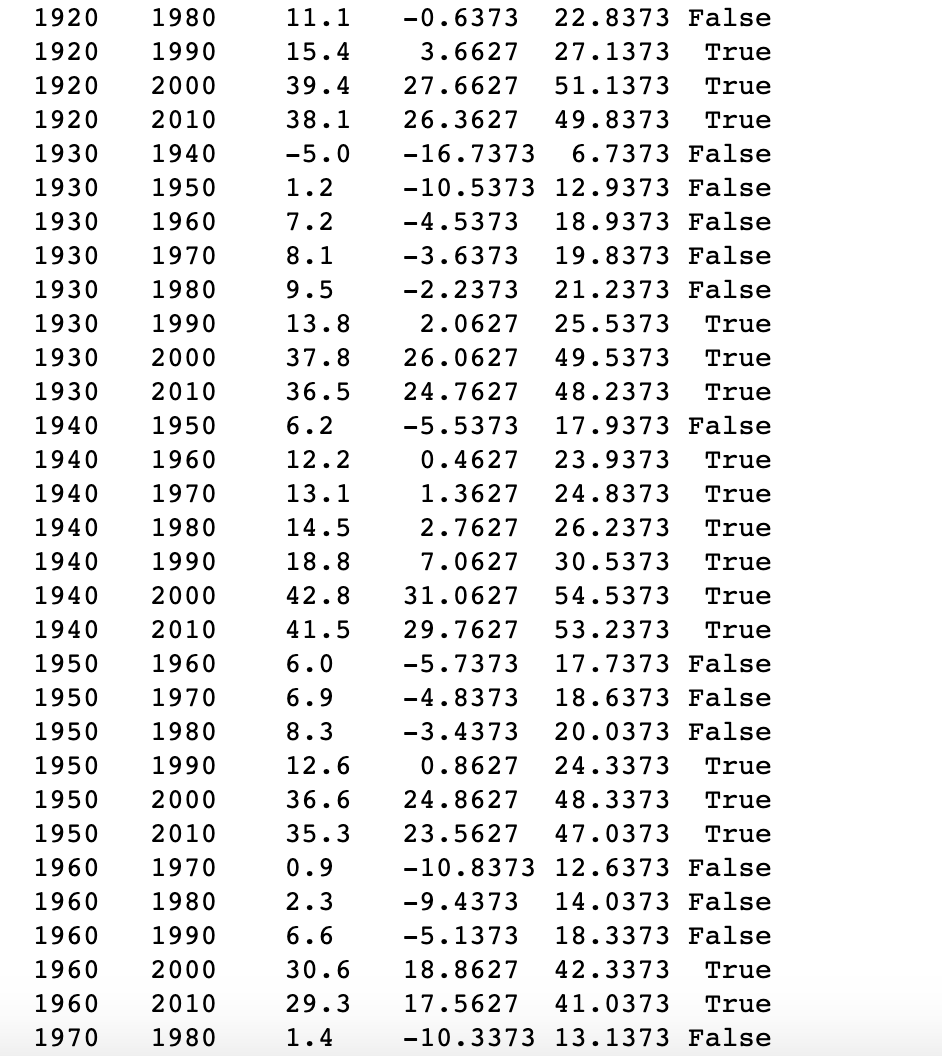 1920 1980 11.1 -0.6373 22.8373 False
1920 1990 15.4 3.6627 27.1373 True
1920 2000 39.4 27.6627 51.1373 True
1920 2010 38.1 26.3627 49.8373 True
1930 1940 -5.0 -16.7373 6.7373 False
1930 1950 1.2 -10.5373 12.9373 False
1930 1960 7.2 -4.5373 18.9373 False
1930 1970 8.1 -3.6373 19.8373 False
1930 1980 9.5 -2.2373 21.2373 False
1930 1990 13.8 2.0627 25.5373 True
1930 2000 37.8 26.0627 49.5373 True
1930 2010 36.5 24.7627 48.2373 True
1940 1950 6.2 -5.5373 17.9373 False
1940 1960 12.2 0.4627 23.9373 True
1940 1970 13.1 1.3627 24.8373 True
1940 1980 14.5 2.7627 26.2373 True
1940 1990 18.8 7.0627 30.5373 True
1940 2000 42.8 31.0627 54.5373 True
1940 2010 41.5 29.7627 53.2373 True
1950 1960 6.0 -5.7373 17.7373 False
1950 1970 6.9 -4.8373 18.6373 False
1950 1980 8.3 -3.4373 20.0373 False
1950 1990 12.6 0.8627 24.3373 True
1950 2000 36.6 24.8627 48.3373 True
1950 2010 35.3 23.5627 47.0373 True
1960 1970 0.9 -10.8373 12.6373 False
1960 1980 2.3 -9.4373 14.0373 False
1960 1990 6.6 -5.1373 18.3373 False
1960 2000 30.6 18.8627 42.3373 True
1960 2010 29.3 17.5627 41.0373 True
1970 1980 1.4 -10.3373 13.1373 False